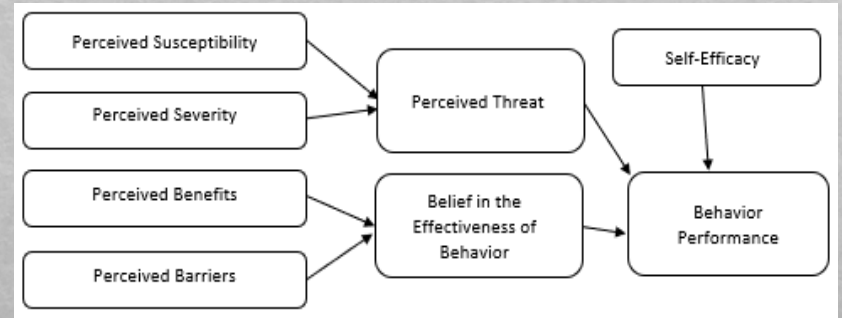 Perceived Susceptibility
Perceived Severity
Perceived Benefits
Perceived Barriers
Perceived Threat
Belief in the
Effectiveness of
Behavior
Self-Efficacy
Behavior
Performance